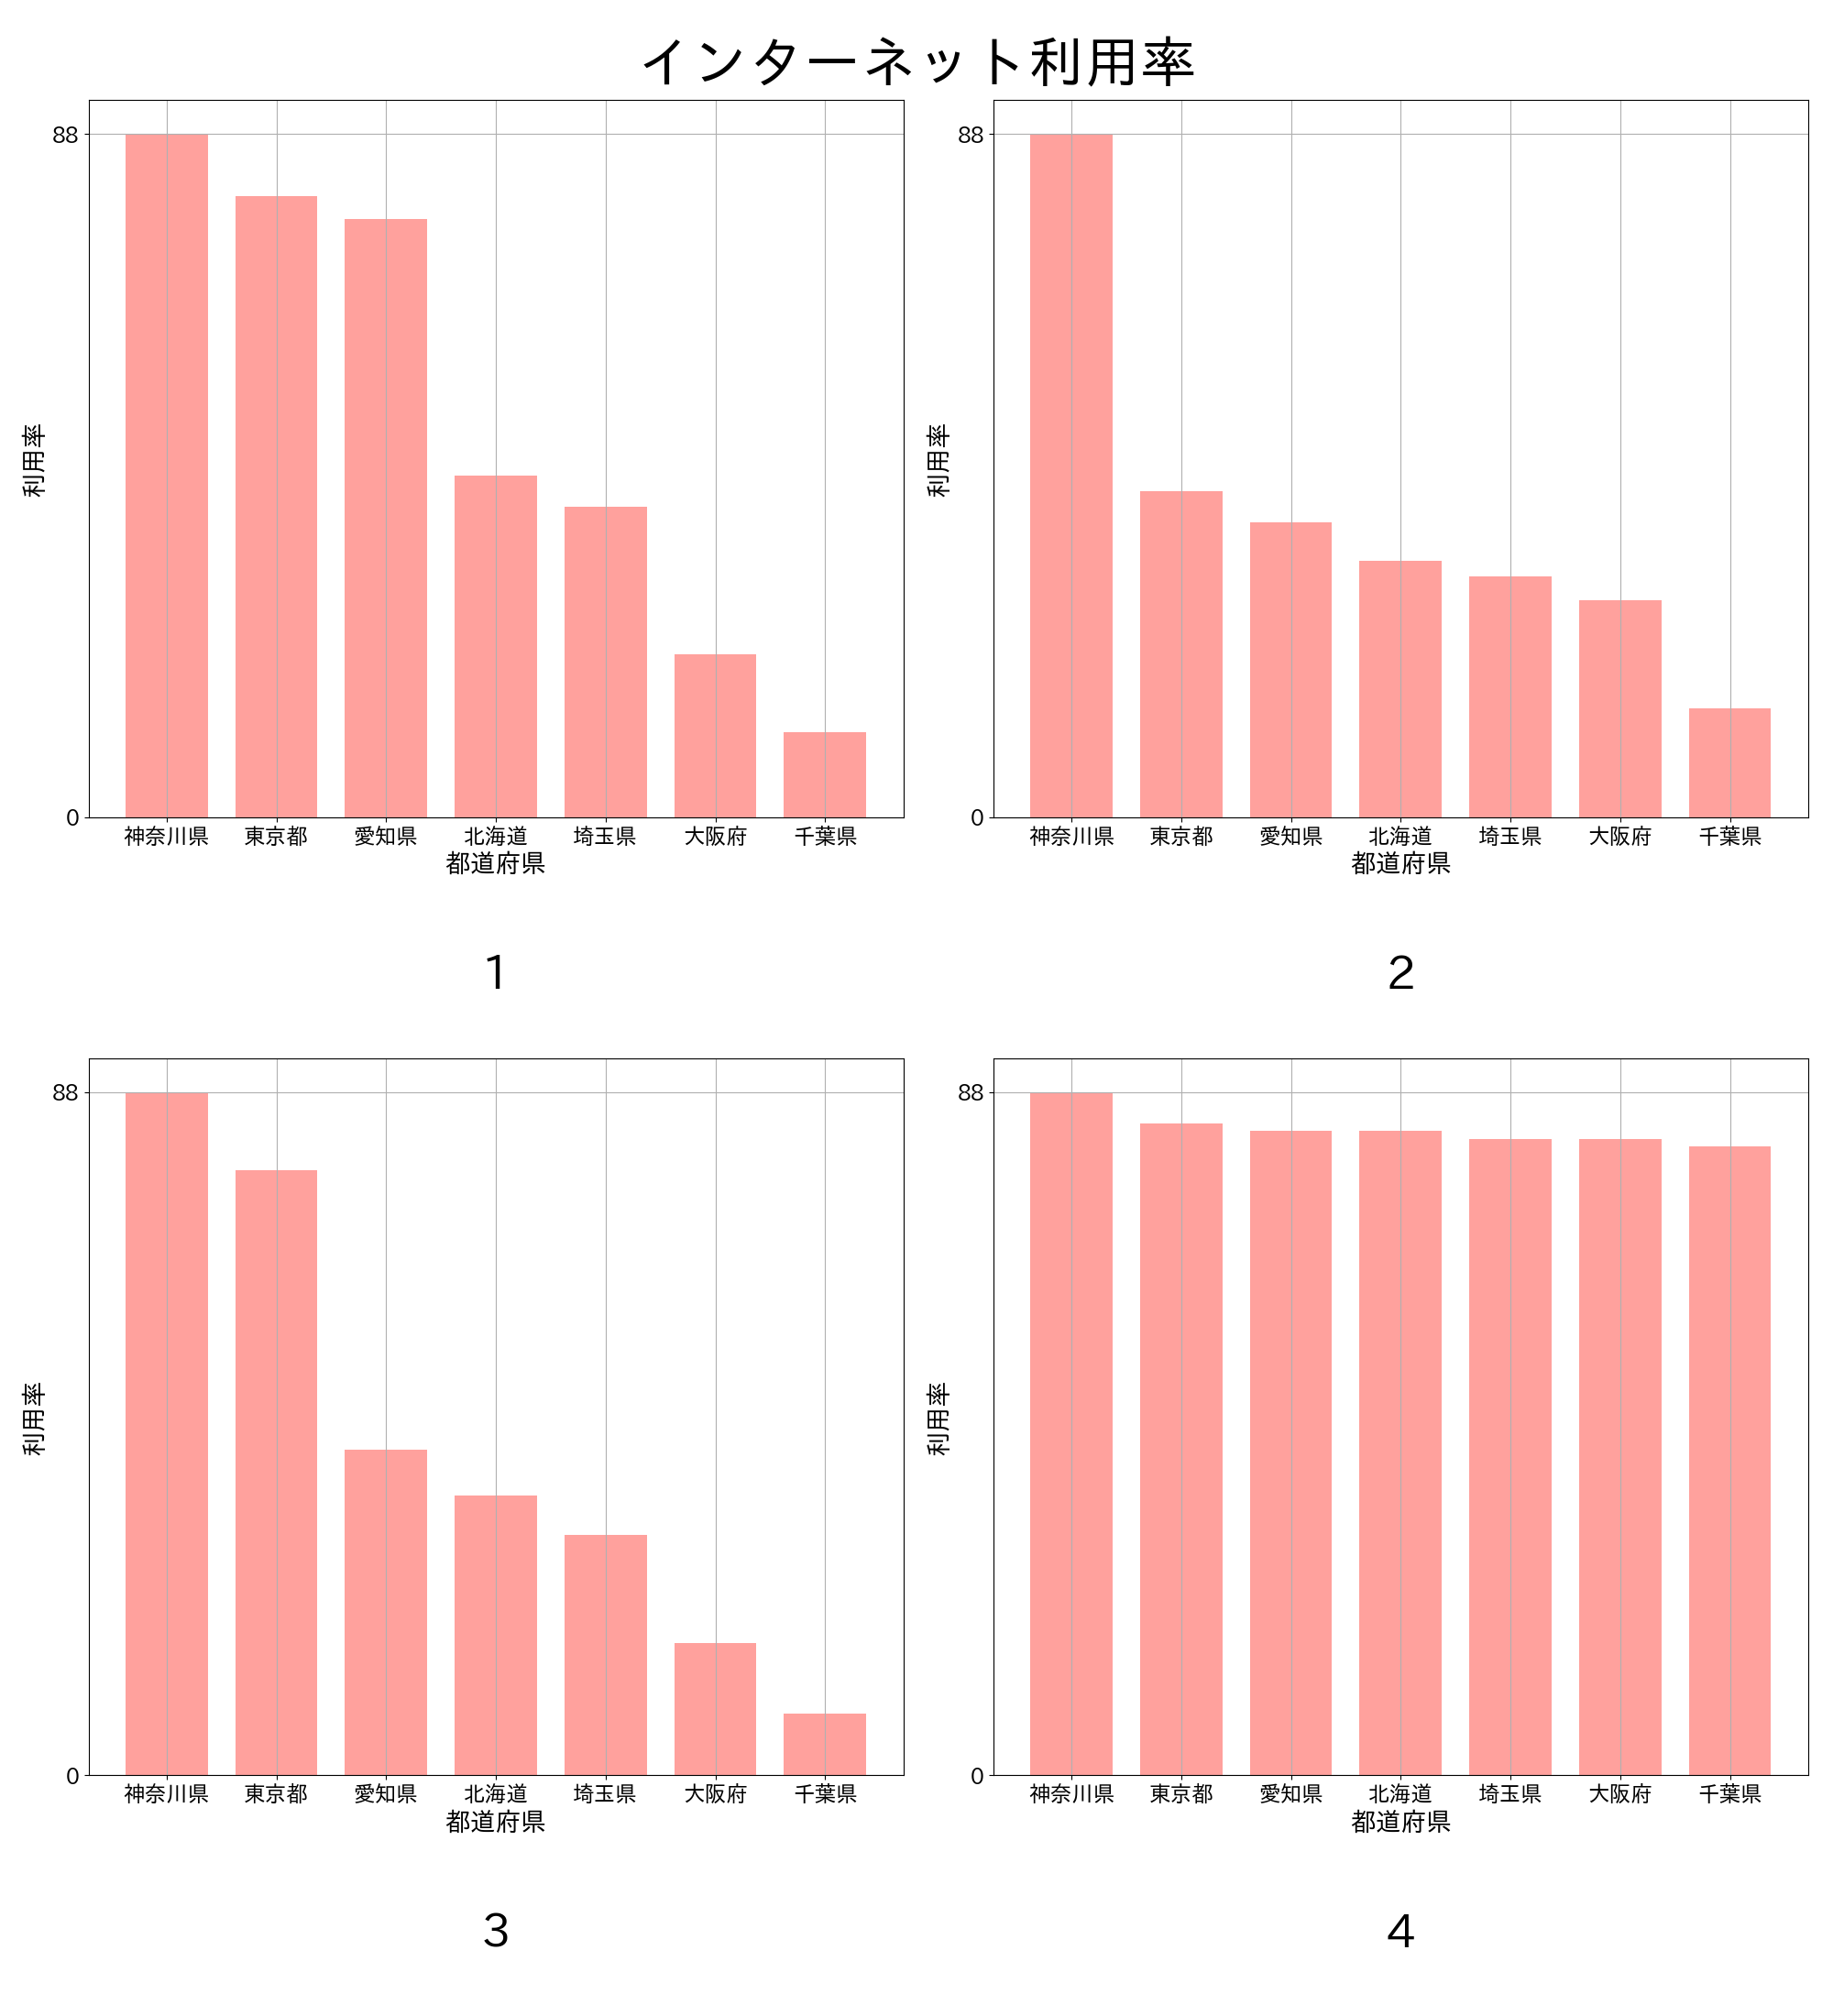 インターネット利用率
88
0
利用率
神奈川県 東京都 愛知県 北海道 埼玉県 大阪府 千葉県
都道府県
1
88
0
利用率
神奈川県 東京都 愛知県 北海道 埼玉県 大阪府 千葉県
都道府県
2
88
0
利用率
神奈川県 東京都 愛知県 北海道 埼玉県 大阪府 千葉県
都道府県
3
88
0
利用率
神奈川県 東京都 愛知県 北海道 埼玉県 大阪府 千葉県
都道府県
4